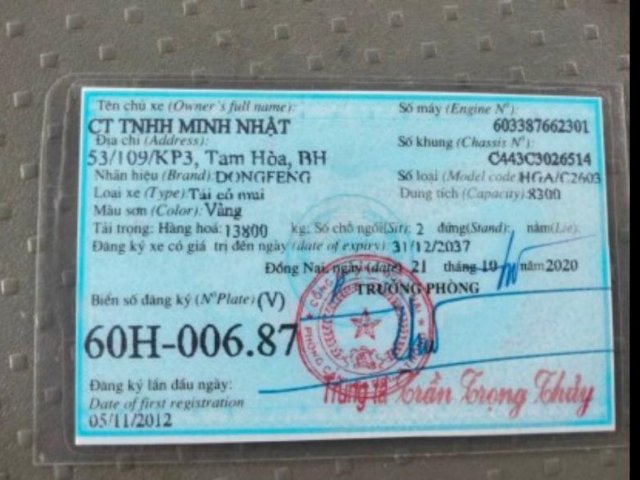 Tên chủ xe (Owner's full name):
CT TNHH MINH NHẬT
Địa chỉ (Address):
53/109/KP3, Tam Hòa, BH
Nhãn hiệu (Brand): DONGFENG
Loại xe (Type): Tải có mui
Màu sơn (Color): Vàng
Số máy (Engine N°):
603387662301
Số khung (Chassis N°):
C443C3026514
Số loại (Model code HGA/C2603
Dung tích (Capacity): 8300
Tải trọng: Hàng hoá: 13800 kg; Số chỗ ngồi(Sit): 2 đứng(Stand): nằm(Lie):
Đăng ký xe có giá trị đến ngày (date of expiry): 31/12/2037
Đồng Nai, ngày (date) 21 tháng 10 năm 2020
TRƯỞNG PHÒNG
Biển số đăng ký (N°Plate) (V)
60H-006.87
Đăng ký lần đầu ngày:
Date of first registration
05/11/2012
Trung tá Trần Trọng Thủy